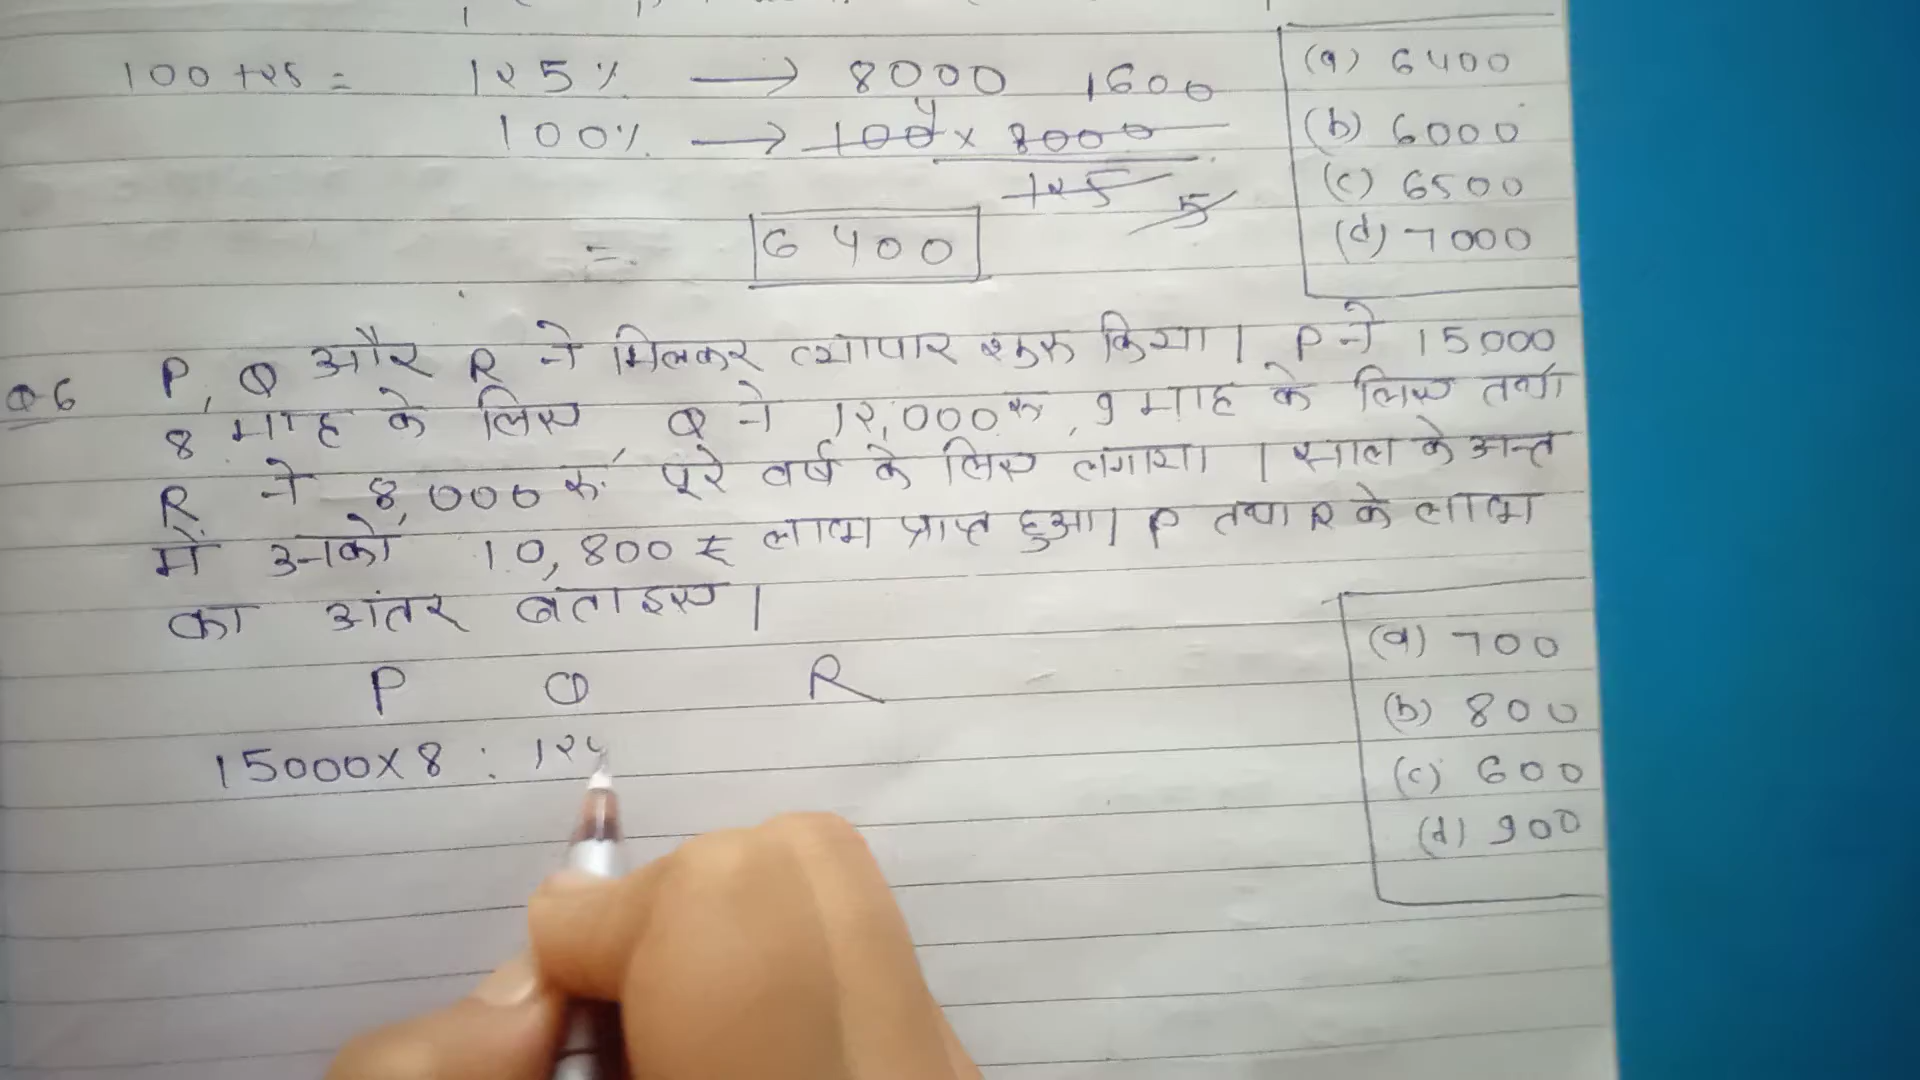 100+25 = 125% → 8000 1600
100% → 100 4 × 8000
125 5
= 6400
(a) 6400
(b) 6000
(c) 6500
(d) 7000
Q6 P, Q और R ने मिलकर व्यापार शुरू किया। P ने 15000
8 माह के लिए Q ने 12,000रू, 9 माह के लिए तथा
R ने 8,000 रू. पूरे वर्ष के लिए लगाया। साल के अन्त
में उनको 10,800 ₹ लाभ प्राप्त हुआ। P तथा R के लाभ
का अंतर बताइए।
(a) 700
(b) 800
(c) 600
(d) 900
P Q R
15000×8 : 12